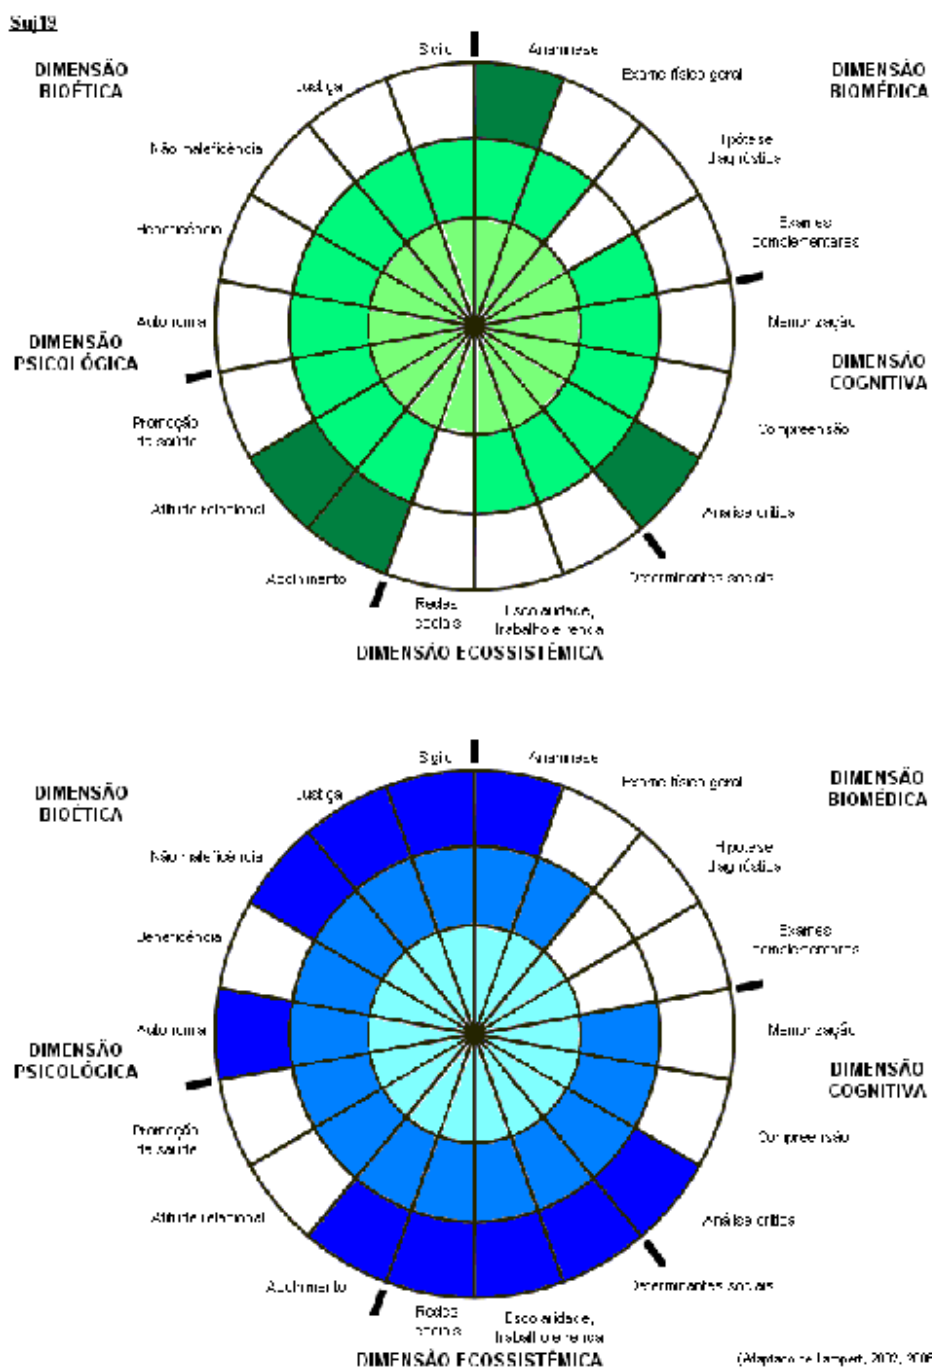 Suj19
Sigilo
Anamnese
DIMENSÃO
BIOÉTICA
Justiça
Exame físico geral
DIMENSÃO
BIOMÉDICA
Não maleficência
Hipótese
diagnóstica
Beneficência
Exames
complementares
Autonomia
Memorização
DIMENSÃO
PSICOLÓGICA
DIMENSÃO
COGNITIVA
Promoção
da saúde
Compreensão
Atitude relacional
Análise crítica
Acolhimento
Determinantes sociais
Redes
sociais
Escolaridade,
trabalho e renda
DIMENSÃO ECOSSISTÊMICA
Sigilo
Anamnese
DIMENSÃO
BIOÉTICA
Justiça
Exame físico geral
DIMENSÃO
BIOMÉDICA
Não maleficência
Hipótese
diagnóstica
Beneficência
Exames
complementares
Autonomia
Memorização
DIMENSÃO
PSICOLÓGICA
DIMENSÃO
COGNITIVA
Promoção
da saúde
Compreensão
Atitude relacional
Análise crítica
Acolhimento
Determinantes sociais
Redes
sociais
Escolaridade,
trabalho e renda
DIMENSÃO ECOSSISTÊMICA
(Adaptado de Lampert, 2002,